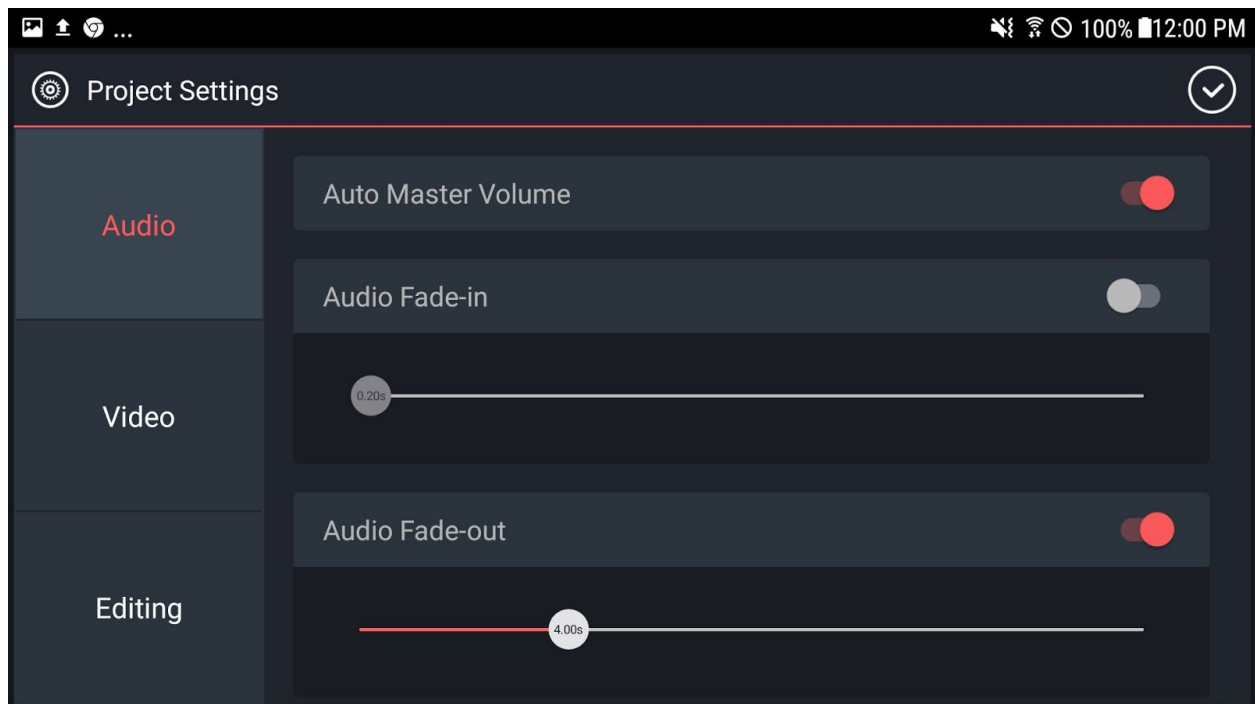 ... 100% 12:00 PM
Project Settings
Audio
Auto Master Volume
Audio Fade-in
0.20s
Video
Audio Fade-out
Editing
4.00s